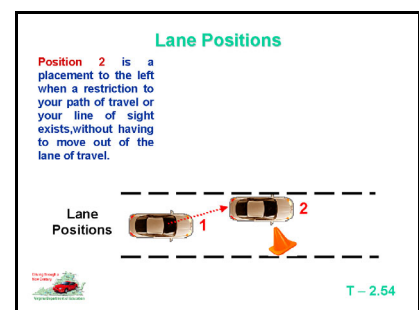 Lane Positions
Position 2 is a
placement to the left
when a restriction to
your path of travel or
your line of sight
exists,without having
to move out of the
lane of travel.
Lane
Positions
1
2
T – 2.54